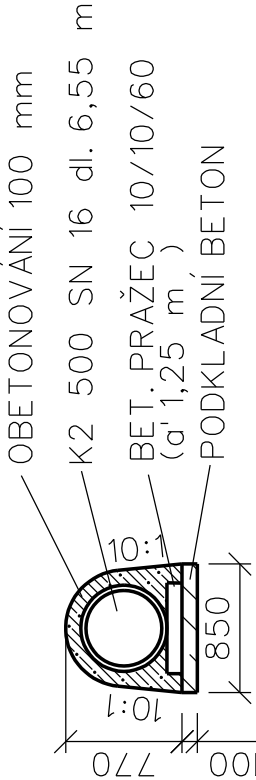 OBETONOVÁNÍ 100 mm
K2 500 SN 16 dl. 6,55 m
BET. PRAŽEC 10/10/60
(a' 1,25 m )
PODKLADNÍ BETON
10:1
10:1
850
770
100